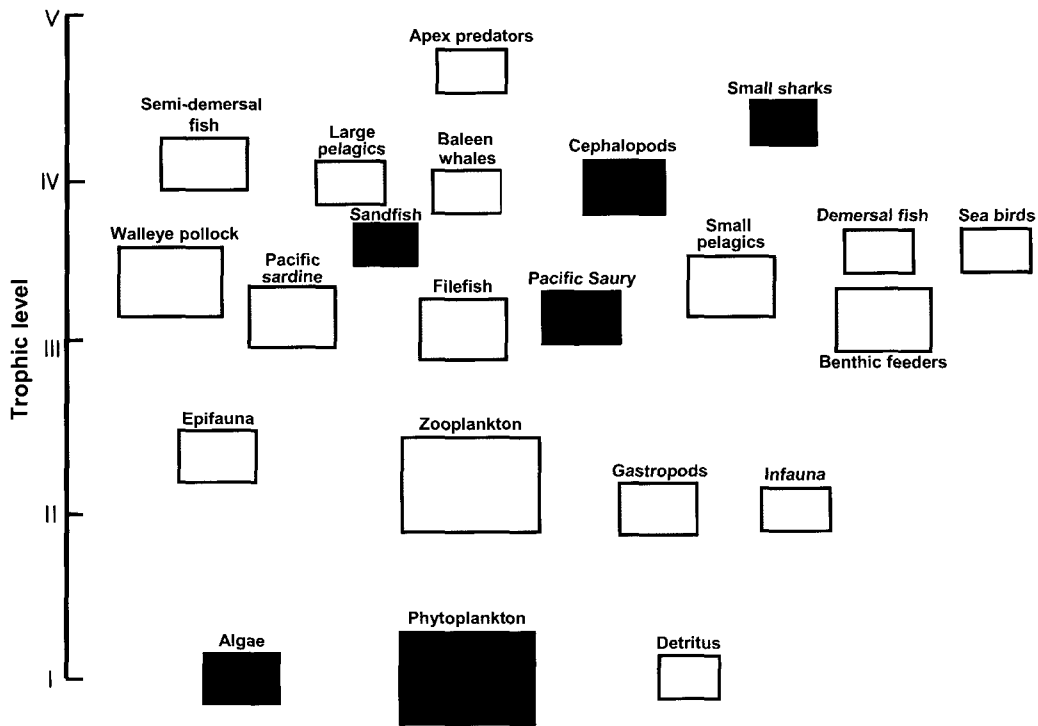 V
Apex predators
Small sharks
Semi-demersal
fish
Large
pelagics
Baleen
whales
Cephalopods
IV
Sandfish
Walleye pollock
Pacific
sardine
Filefish
Pacific Saury
Small
pelagics
Demersal fish
Sea birds
III
Benthic feeders
Trophic level
Epifauna
Zooplankton
Gastropods
Infauna
II
Algae
Phytoplankton
Detritus
I